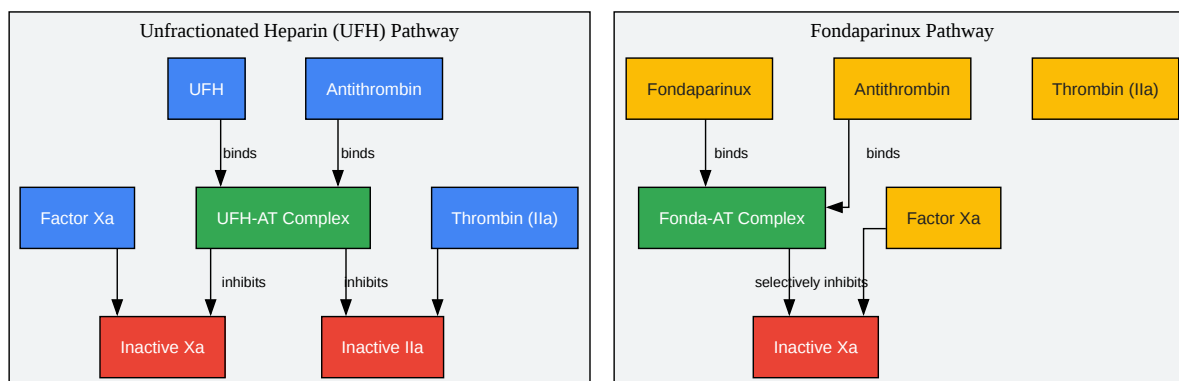 Unfractionated Heparin (UFH) Pathway
UFH
Antithrombin
binds
binds
Factor Xa
UFH-AT Complex
Thrombin (IIa)
inhibits
inhibits
Inactive Xa
Inactive IIa
Fondaparinux Pathway
Fondaparinux
Antithrombin
Thrombin (IIa)
binds
binds
Fonda-AT Complex
Factor Xa
selectively inhibits
Inactive Xa